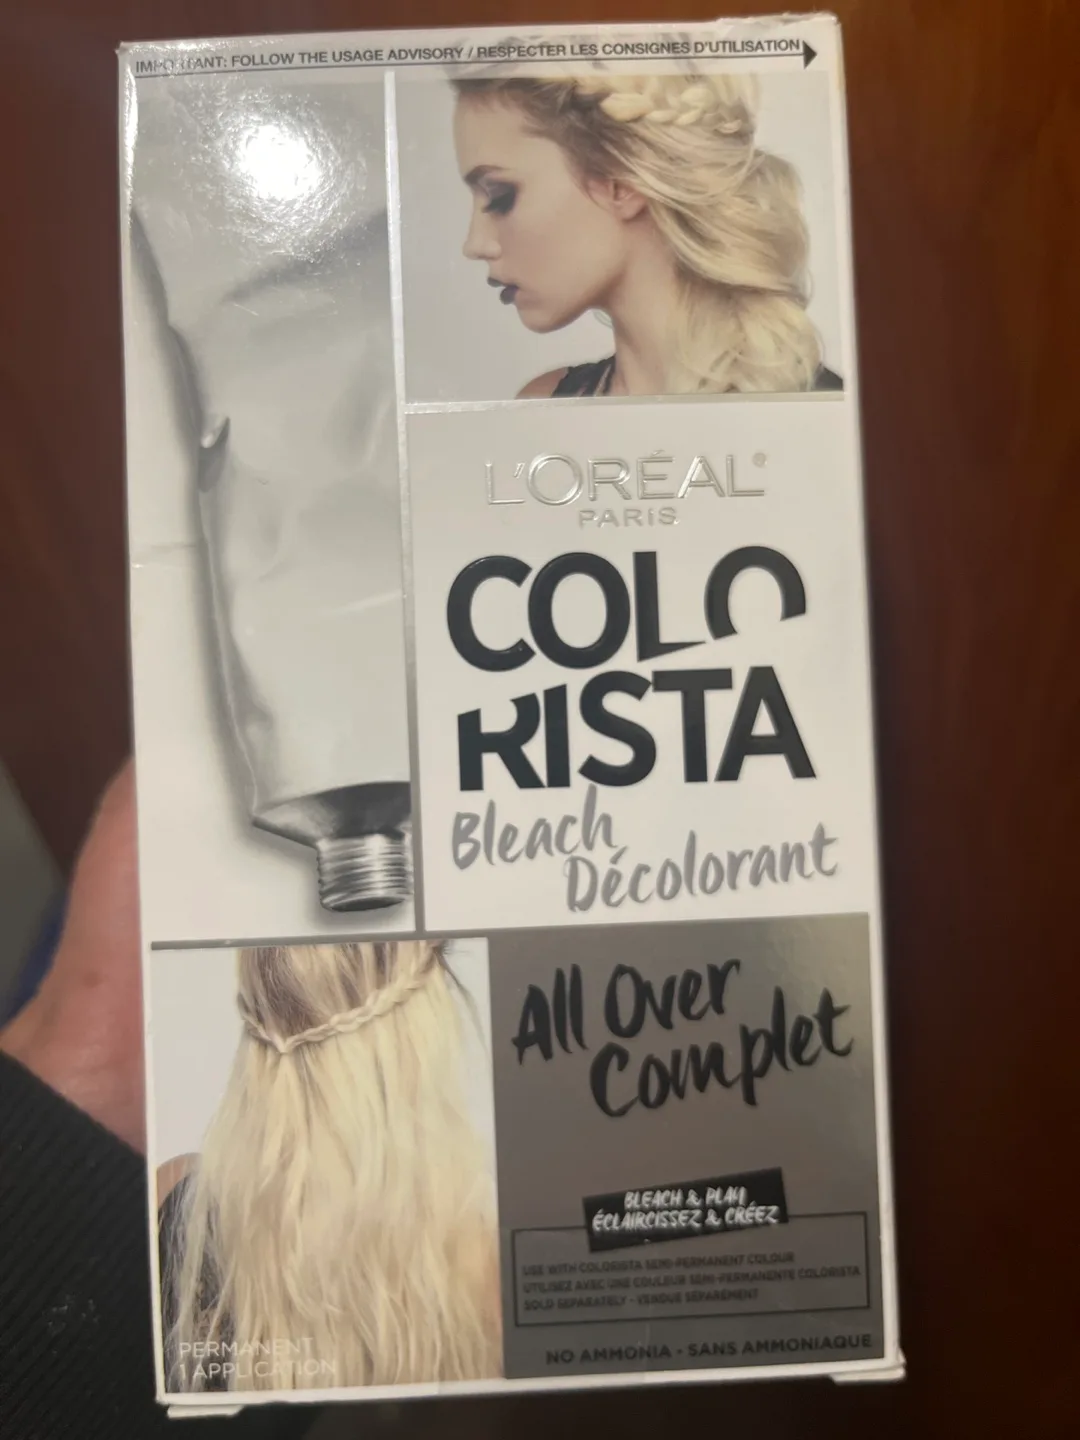 IMPORTANT: FOLLOW THE USAGE ADVISORY / RESPECTER LES CONSIGNES D'UTILISATION
L'ORÉAL®
PARIS
COLO
RISTA
Bleach
Décolorant
All Over
Complet
BLEACH & PLAY
ÉCLAIRCISSEZ & CRÉEZ
USE WITH COLORISTA SEMI-PERMANENT COLOUR
UTILISEZ AVEC UNE COULEUR SEMI-PERMANENTE COLORISTA
SOLD SEPARATELY - VENDUE SÉPARÉMENT
PERMANENT
1 APPLICATION
NO AMMONIA - SANS AMMONIAQUE